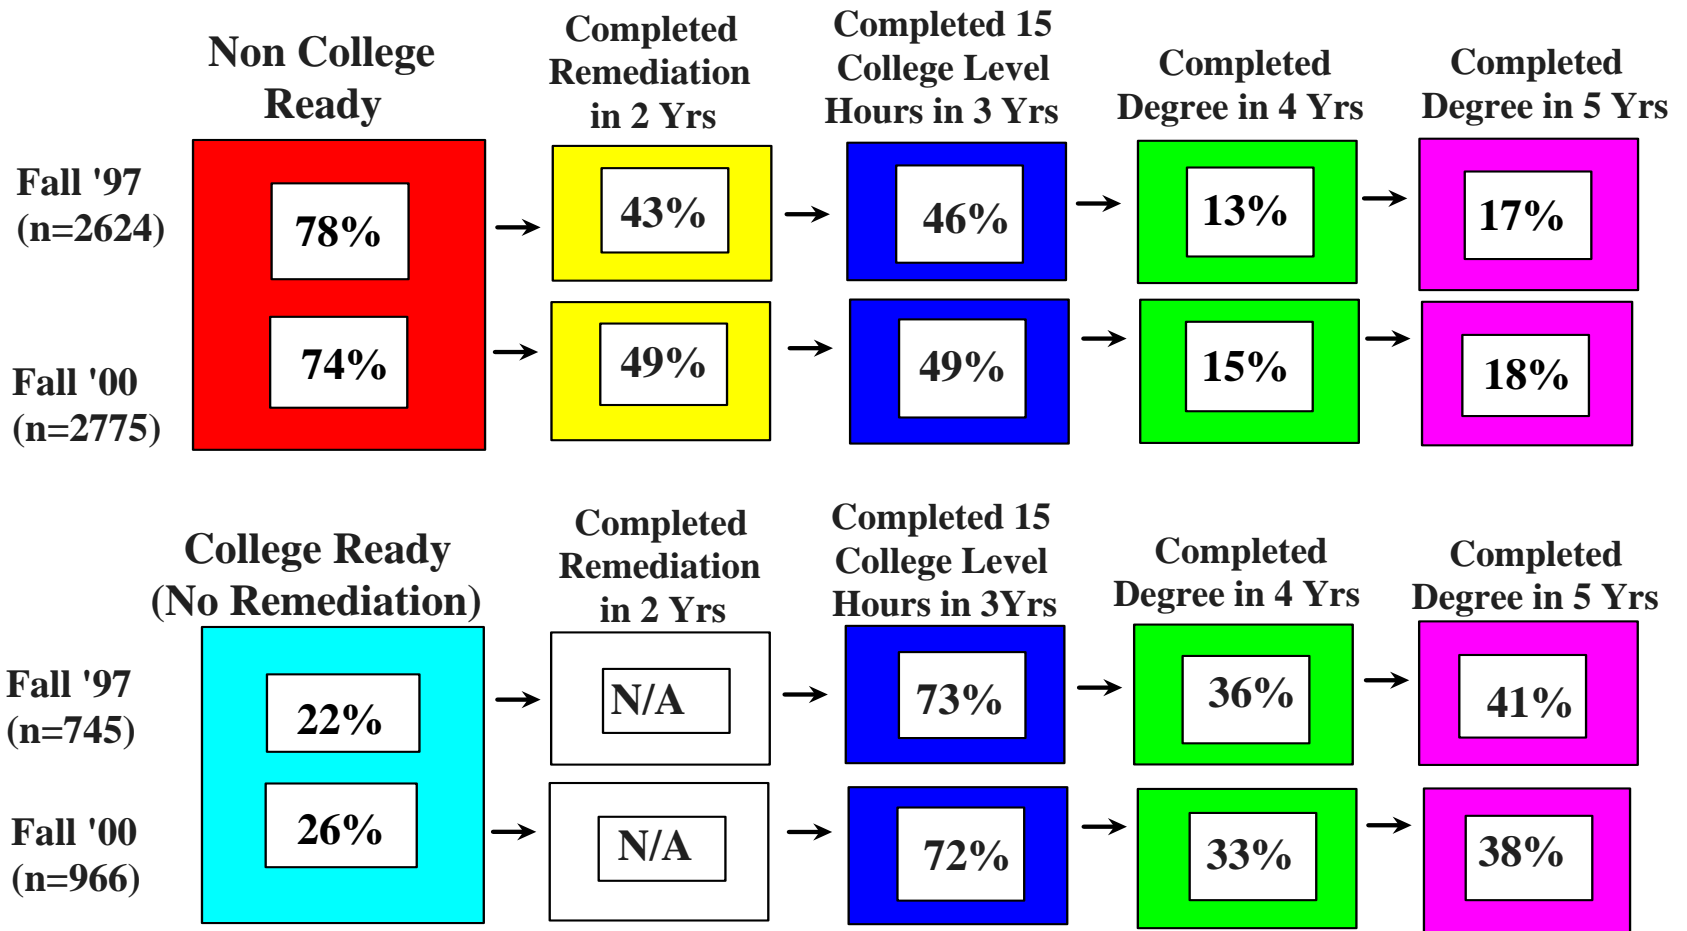 Non College
Ready
Completed
Remediation
in 2 Yrs
Completed 15
College Level
Hours in 3 Yrs
Completed
Degree in 4 Yrs
Completed
Degree in 5 Yrs
Fall '97
(n=2624)
78%
43%
46%
13%
17%
Fall '00
(n=2775)
74%
49%
49%
15%
18%
College Ready
(No Remediation)
Completed
Remediation
in 2 Yrs
Completed 15
College Level
Hours in 3Yrs
Completed
Degree in 4 Yrs
Completed
Degree in 5 Yrs
Fall '97
(n=745)
22%
N/A
73%
36%
41%
Fall '00
(n=966)
26%
N/A
72%
33%
38%